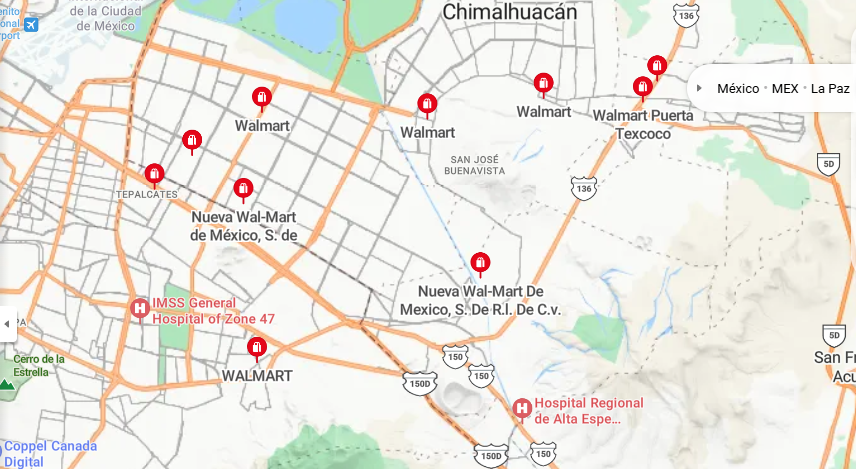 enito
onal
rport
de la Ciudad
de México
Chimalhuacán
136
México • MEX • La Paz
Walmart
Walmart
Walmart
Walmart Puerta
Texcoco
SAN JOSÉ
BUENAVISTA
5D
TEPALCATES
136
Nueva Wal-Mart
de México, S. de
Nueva Wal-Mart De
Mexico, S. De R.l. De C.v.
IMSS General
Hospital of Zone 47
PA
5D
150
Cerro de la
Estrella
WALMART
150D
150
San Fr
Acu
Hospital Regional
de Alta Espe...
Coppel Canada
Digital
150D
150